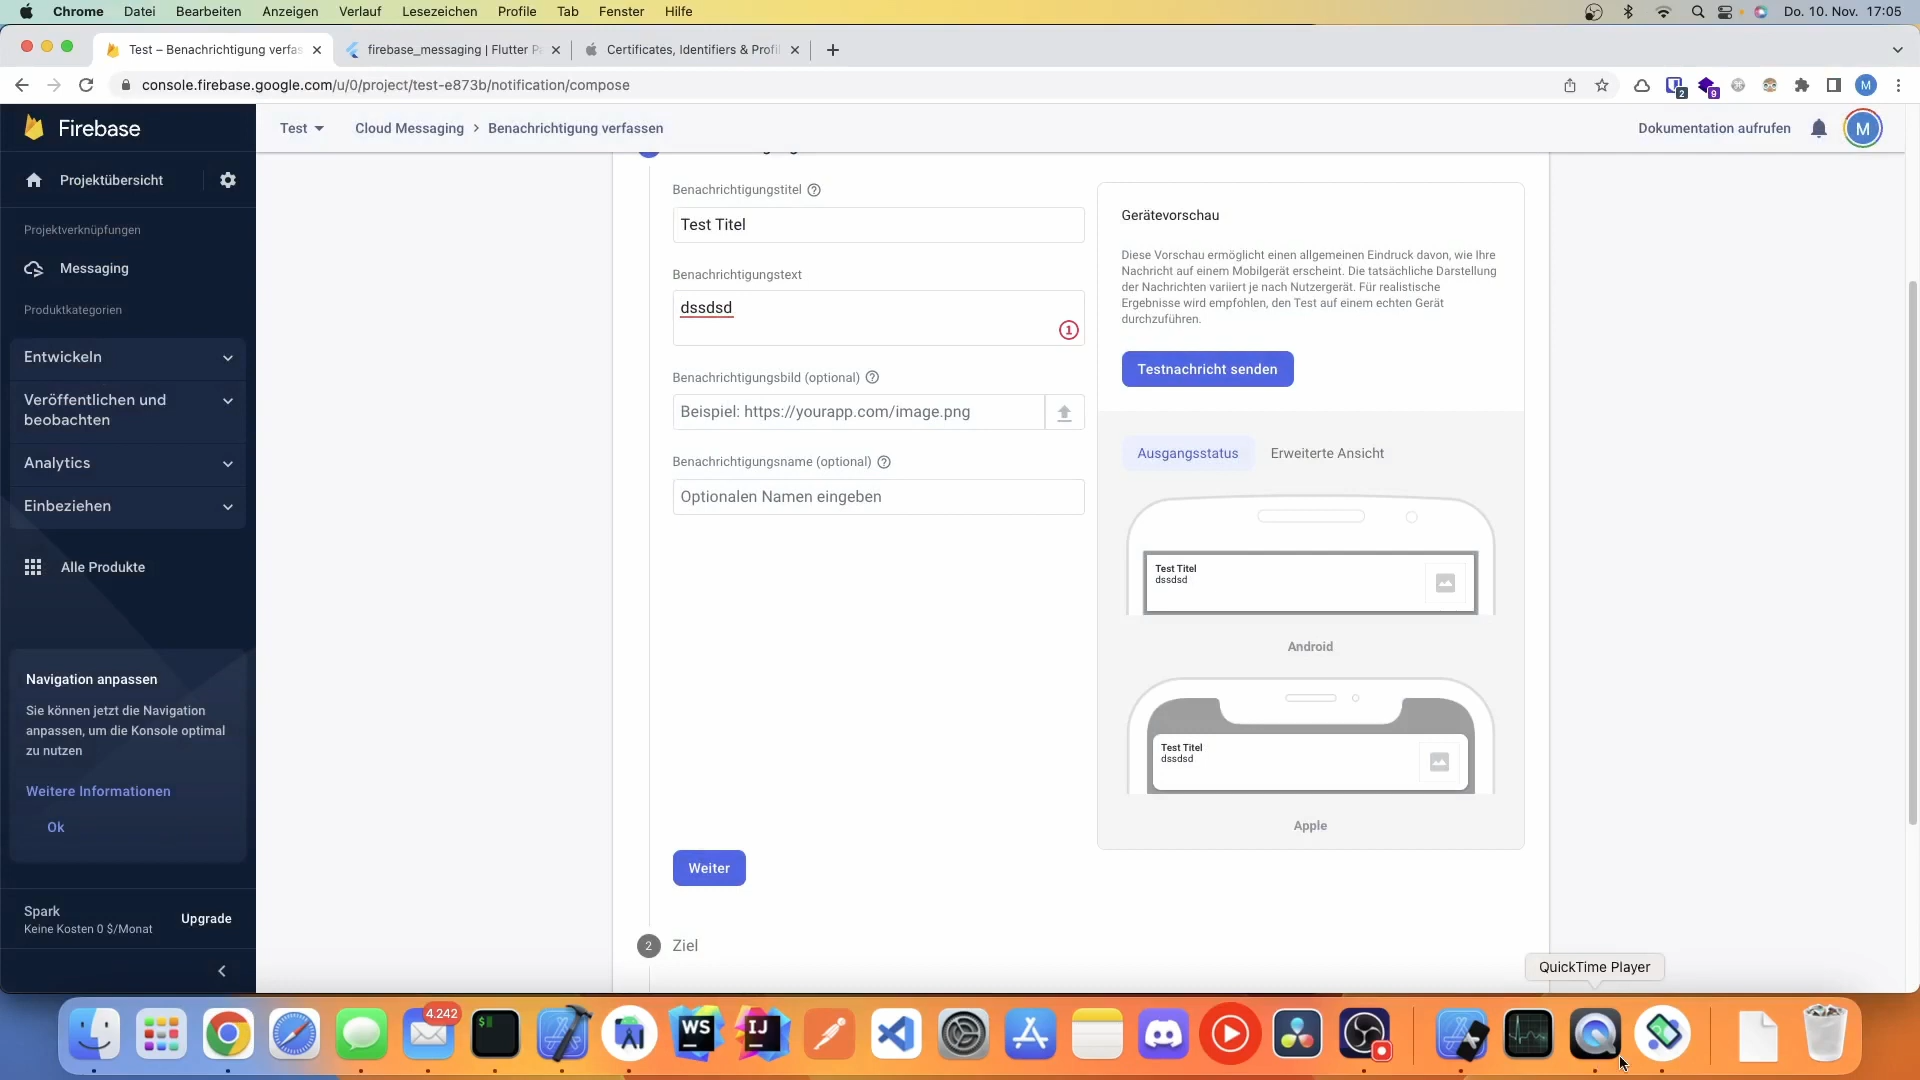 Chrome Datei Bearbeiten Anzeigen Verlauf Lesezeichen Profile Tab Fenster Hilfe
Do. 10. Nov. 17:05
Test – Benachrichtigung verfas
firebase_messaging | Flutter P
Certificates, Identifiers & Profil
console.firebase.google.com/u/0/project/test-e873b/notification/compose
2
9
M
Firebase
Test
Cloud Messaging
Benachrichtigung verfassen
Dokumentation aufrufen
M
Projektübersicht
Projektverknüpfungen
Messaging
Produktkategorien
Entwickeln
Veröffentlichen und
beobachten
Analytics
Einbeziehen
Alle Produkte
Navigation anpassen
Sie können jetzt die Navigation
anpassen, um die Konsole optimal
zu nutzen
Weitere Informationen
Ok
Spark
Keine Kosten 0 $/Monat
Upgrade
Benachrichtigungstitel
Test Titel
Benachrichtigungstext
dssdsd
1
Benachrichtigungsbild (optional)
Beispiel: https://yourapp.com/image.png
Benachrichtigungsname (optional)
Optionalen Namen eingeben
Weiter
2 Ziel
Gerätevorschau
Diese Vorschau ermöglicht einen allgemeinen Eindruck davon, wie Ihre
Nachricht auf einem Mobilgerät erscheint. Die tatsächliche Darstellung
der Nachrichten variiert je nach Nutzergerät. Für realistische
Ergebnisse wird empfohlen, den Test auf einem echten Gerät
durchzuführen.
Testnachricht senden
Ausgangsstatus
Erweiterte Ansicht
Test Titel
dssdsd
Android
Test Titel
dssdsd
Apple
QuickTime Player
4.242
$
WS
IJ